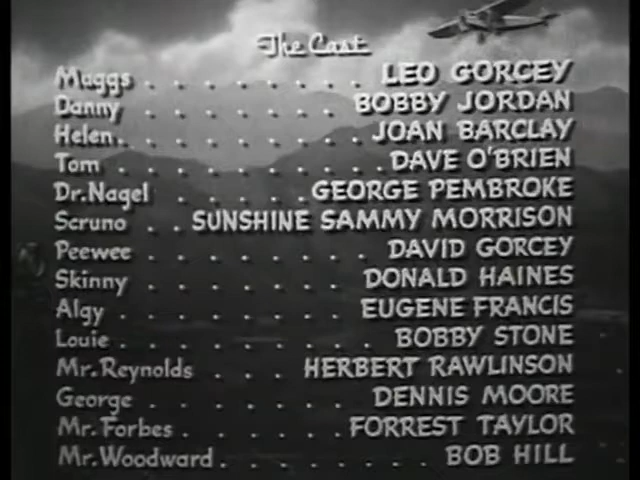 The Cast
Muggs . . . . . . . . LEO GORCEY
Danny . . . . . . . BOBBY JORDAN
Helen. . . . . . . . . JOAN BARCLAY
Tom . . . . . . . . . DAVE O'BRIEN
Dr.Nagel . . . . . GEORGE PEMBROKE
Scruno . . SUNSHINE SAMMY MORRISON
Peewee . . . . . . . . DAVID GORCEY
Skinny . . . . . . . DONALD HAINES
Algy . . . . . . . . EUGENE FRANCIS
Louie . . . . . . . . . BOBBY STONE
Mr.Reynolds . . . HERBERT RAWLINSON
George . . . . . . . DENNIS MOORE
Mr.Forbes . . . . . . FORREST TAYLOR
Mr.Woodward . . . . . . . BOB HILL